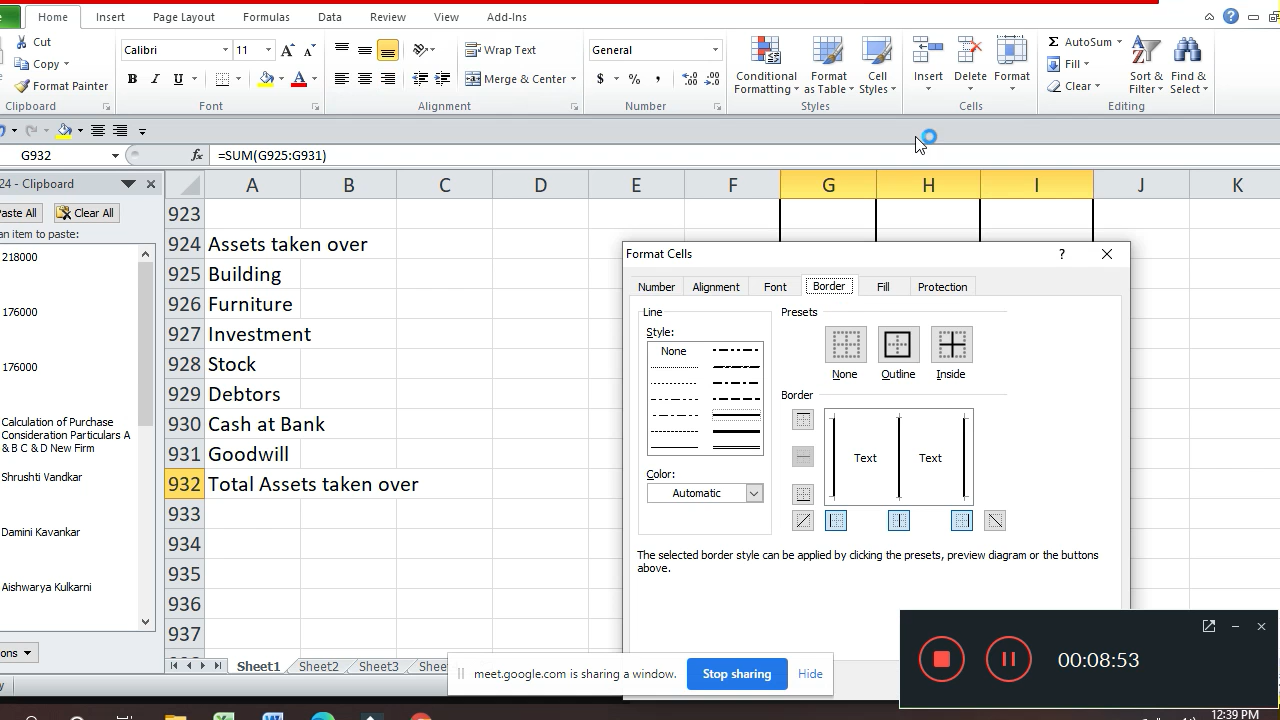 Home Insert Page Layout Formulas Data Review View Add-Ins
Cut
Copy
Format Painter
Clipboard
Calibri 11
B I U
Font
Wrap Text
Merge & Center
Alignment
General
$ % ,
Number
Conditional Formatting
Format as Table
Cell Styles
Styles
Insert Delete Format
Cells
AutoSum
Fill
Clear
Sort & Filter
Find & Select
Editing
G932 fx =SUM(G925:G931)
24 - Clipboard
aste All Clear All
an item to paste:
218000
176000
176000
Calculation of Purchase
Consideration Particulars A
& B C & D New Firm
Shrushti Vandkar
Damini Kavankar
Aishwarya Kulkarni
ons
A B C D E F G H I J K
923
924 Assets taken over
925 Building
926 Furniture
927 Investment
928 Stock
929 Debtors
930 Cash at Bank
931 Goodwill
932 Total Assets taken over
933
934
935
936
937
Sheet1 Sheet2 Sheet3 Shee
Format Cells ?
Number Alignment Font Border Fill Protection
Line
Style:
None
Color:
Automatic
Presets
None Outline Inside
Border
Text Text
The selected border style can be applied by clicking the presets, preview diagram or the buttons
above.
meet.google.com is sharing a window. Stop sharing Hide
00:08:53
12:39 PM